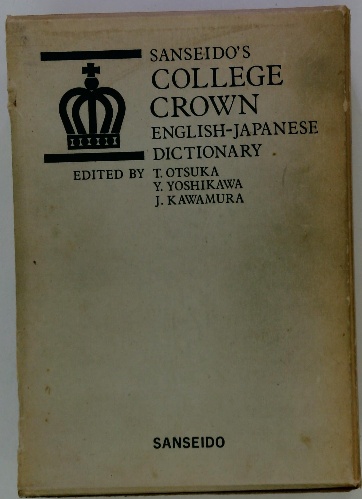 SANSEIDO'S
COLLEGE
CROWN
ENGLISH-JAPANESE
DICTIONARY
EDITED BY T. OTSUKA
Y. YOSHIKAWA
J. KAWAMURA
SANSEIDO